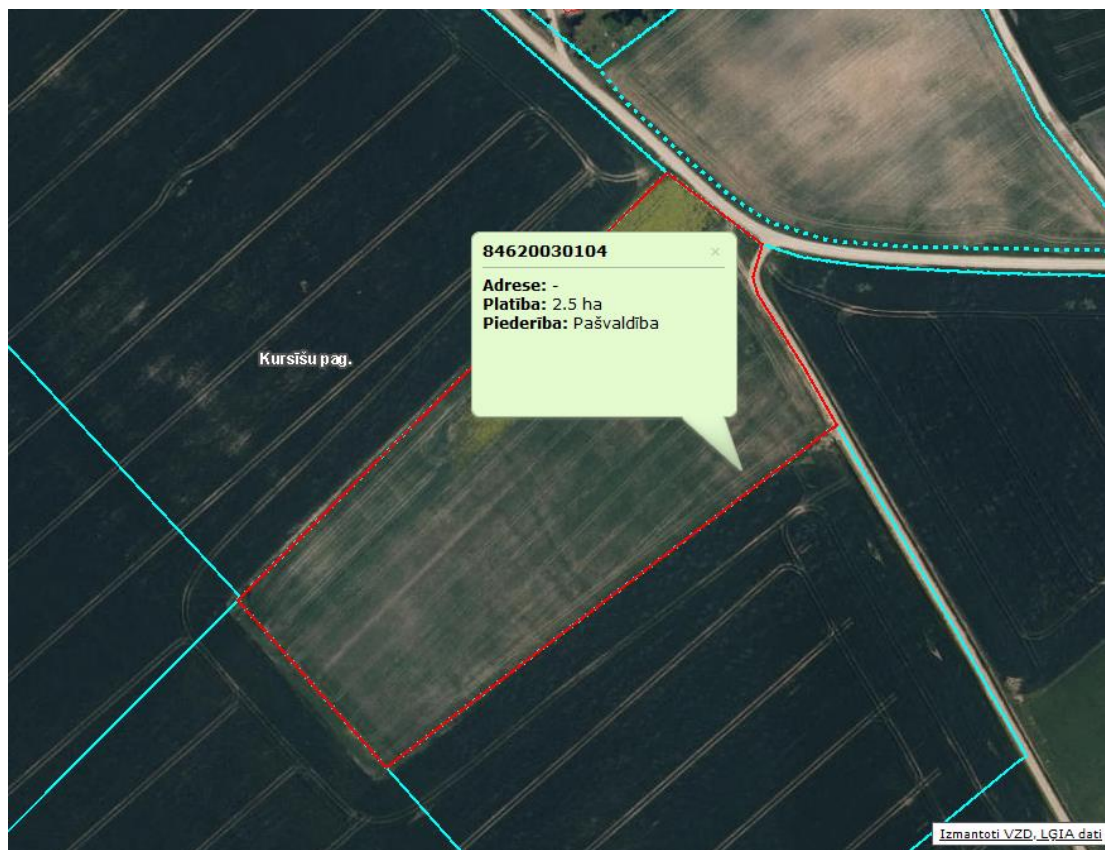 84620030104 ×
Adrese: -
Platība: 2.5 ha
Piederība: Pašvaldība
Kursīšu pag.
Izmantoti VZD, LĢIA dati